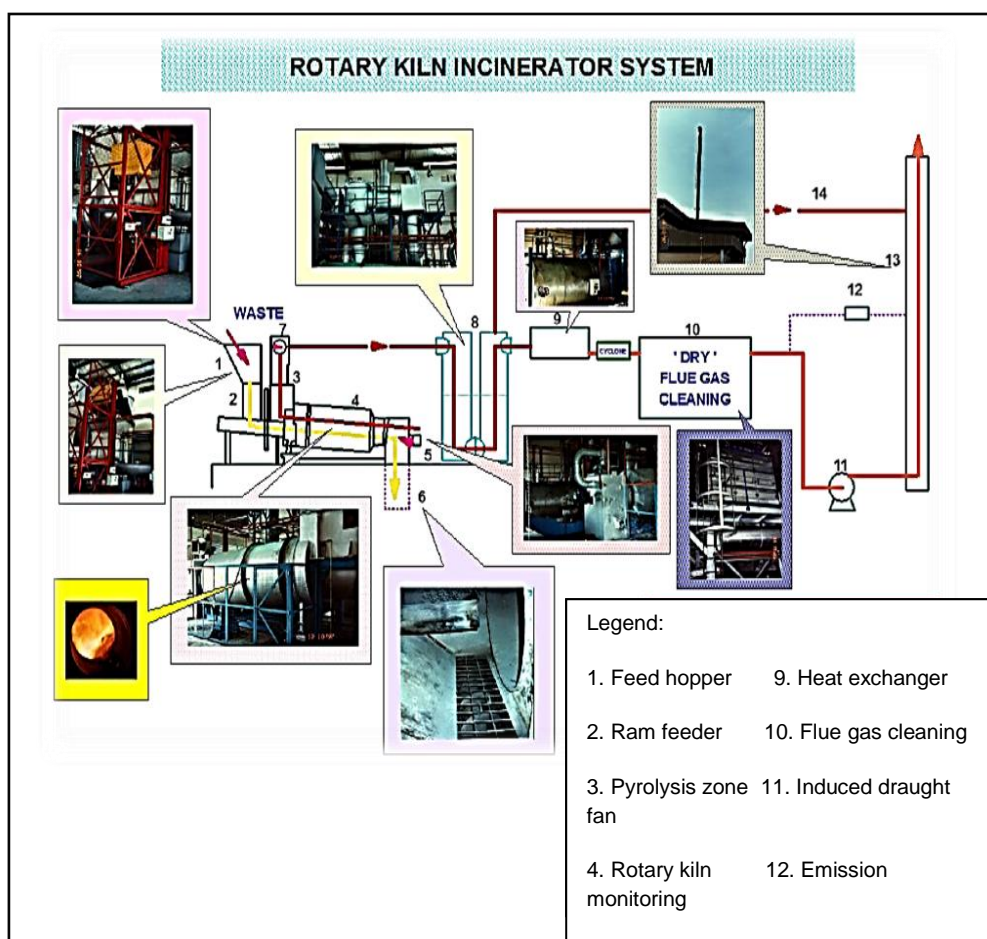 ROTARY KILN INCINERATOR SYSTEM
14
13
12
WASTE
7
8
9
10
1
3
CYCLONE
'DRY'
FLUE GAS
CLEANING
2
4
5
11
6
Legend:
1. Feed hopper 9. Heat exchanger
2. Ram feeder 10. Flue gas cleaning
3. Pyrolysis zone 11. Induced draught
fan
4. Rotary kiln 12. Emission
monitoring